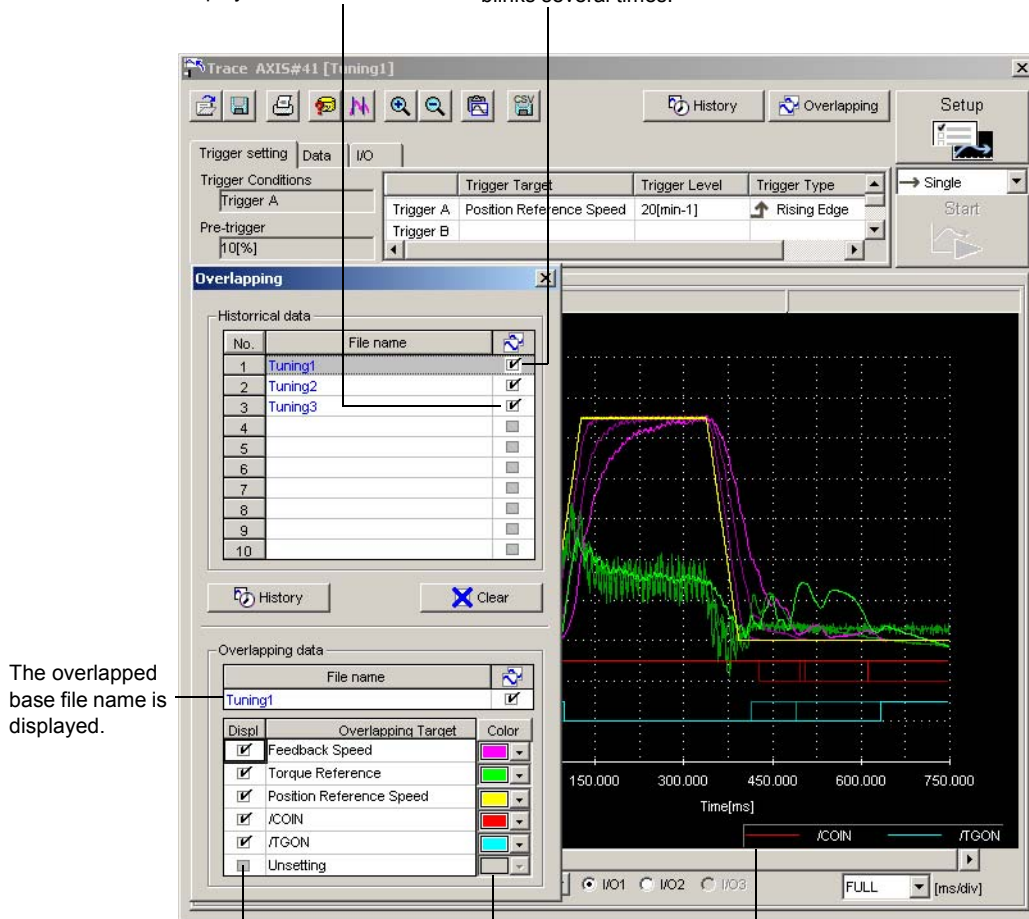 blinks several times.
Trace AXIS#41 [Tuning1]
CSV
History
Overlapping
Setup
Trigger setting
Data
I/O
Trigger Conditions
Trigger A
Pre-trigger
10[%]
Trigger Target
Trigger Level
Trigger Type
Trigger A
Position Reference Speed
20[min-1]
Rising Edge
Trigger B
Single
Start
Overlapping
Historrical data
No.
File name
1
Tuning1
2
Tuning2
3
Tuning3
4
5
6
7
8
9
10
History
Clear
Overlapping data
File name
Tuning1
Displ
Overlapping Target
Color
Feedback Speed
Torque Reference
Position Reference Speed
/COIN
/TGON
Unsetting
The overlapped
base file name is
displayed.
150.000
300.000
450.000
600.000
750.000
Time[ms]
/COIN
/TGON
I/O1
I/O2
I/O3
FULL
[ms/div]